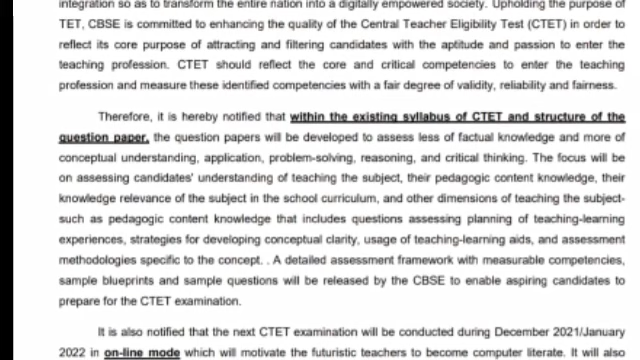 integration so as to transform the entire nation into a digitally empowered society. Upholding the purpose of
TET, CBSE is committed to enhancing the quality of the Central Teacher Eligibility Test (CTET) in order to
reflect its core purpose of attracting and filtering candidates with the aptitude and passion to enter the
teaching profession. CTET should reflect the core and critical competencies to enter the teaching
profession and measure these identified competencies with a fair degree of validity, reliability and fairness.
Therefore, it is hereby notified that within the existing syllabus of CTET and structure of the
question paper, the question papers will be developed to assess less of factual knowledge and more of
conceptual understanding, application, problem-solving, reasoning, and critical thinking. The focus will be
on assessing candidates' understanding of teaching the subject, their pedagogic content knowledge, their
knowledge relevance of the subject in the school curriculum, and other dimensions of teaching the subject-
such as pedagogic content knowledge that includes questions assessing planning of teaching-learning
experiences, strategies for developing conceptual clarity, usage of teaching-learning aids, and assessment
methodologies specific to the concept. . A detailed assessment framework with measurable competencies,
sample blueprints and sample questions will be released by the CBSE to enable aspiring candidates to
prepare for the CTET examination.
It is also notified that the next CTET examination will be conducted during December 2021/January
2022 in on-line mode which will motivate the futuristic teachers to become computer literate. It will also